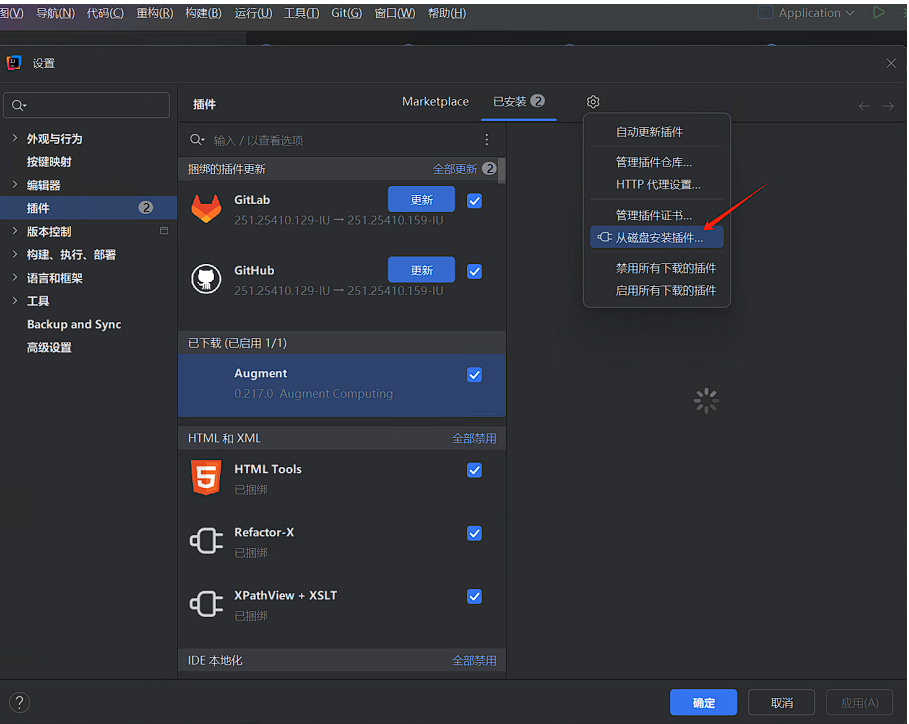 图(V) 导航(N) 代码(C) 重构(R) 构建(B) 运行(U) 工具(T) Git(G) 窗口(W) 帮助(H) Application
设置
插件 Marketplace 已安装 2
输入 / 以查看选项
外观与行为
按键映射
编辑器
插件 2
版本控制
构建、执行、部署
语言和框架
工具
Backup and Sync
高级设置
捆绑的插件更新 全部更新 2
GitLab 更新
251.25410.129-IU → 251.25410.159-IU
GitHub 更新
251.25410.129-IU → 251.25410.159-IU
已下载 (已启用 1/1)
Augment
0.217.0 Augment Computing
HTML 和 XML 全部禁用
HTML Tools
已捆绑
Refactor-X
已捆绑
XPathView + XSLT
已捆绑
IDE 本地化 全部禁用
自动更新插件
管理插件仓库...
HTTP 代理设置...
管理插件证书...
从磁盘安装插件...
禁用所有下载的插件
启用所有下载的插件
? 确定 取消 应用(A)